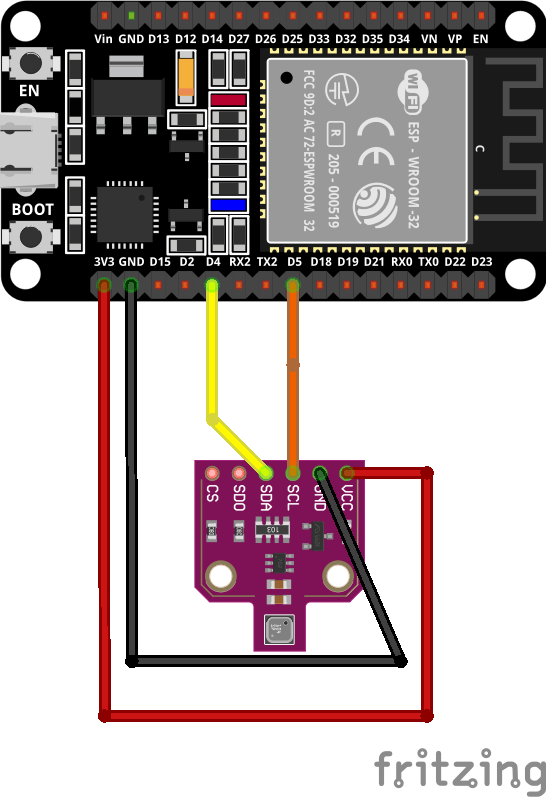 Vin GND D13 D12 D14 D27 D26 D25 D33 D32 D35 D34 VN VP EN
EN
BOOT
FCC 9D:2 AC 72-ESPWROOM 32
R
205 - 000519
CE
WiFi
ESP - WROOM -32
C
3V3 GND D15 D2 D4 RX2 TX2 D5 D18 D19 D21 RX0 TX0 D22 D23
CS SDO SDA SCL GND VCC
103
fritzing